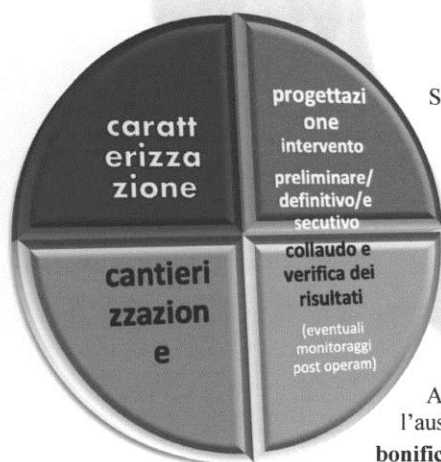 caratt
erizza
zione
progettazi
one
intervento
preliminare/
definitivo/e
secutivo
cantieri
zzazion
e
collaudo e
verifica dei
risultati
(eventuali
monitoraggi
post operam)
S
A
l'aus
bonific